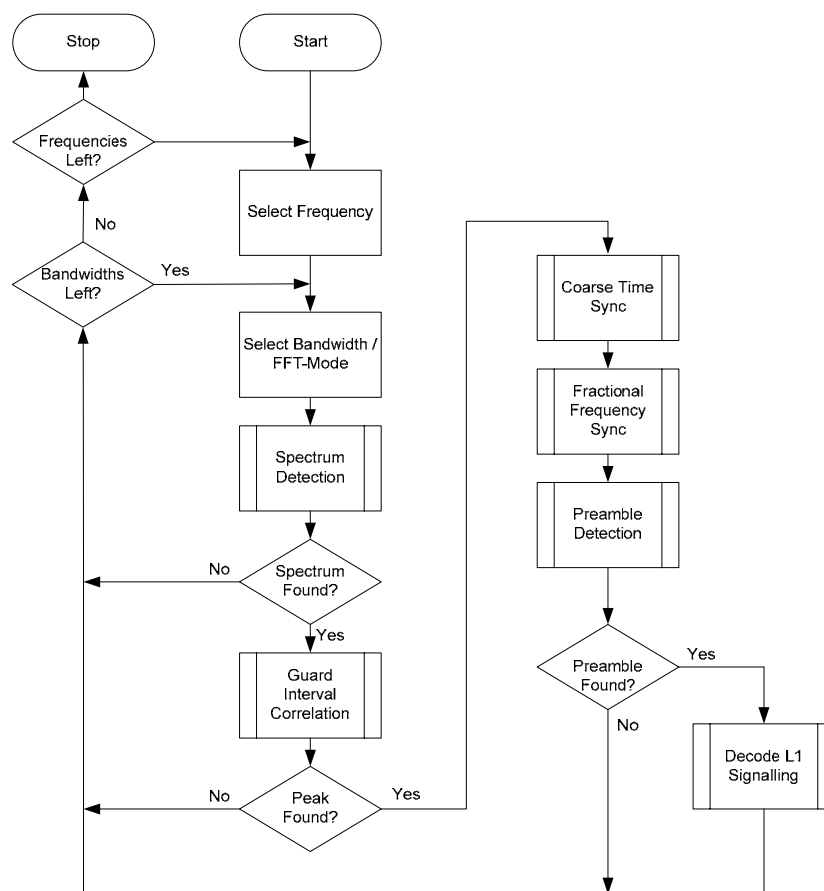 Stop
Start
Frequencies
Left?
Select Frequency
No
Bandwidths
Left?
Yes
Select Bandwidth /
FFT-Mode
Spectrum
Detection
Spectrum
Found?
No
Yes
Guard
Interval
Correlation
Peak
Found?
No
Yes
Coarse Time
Sync
Fractional
Frequency
Sync
Preamble
Detection
Preamble
Found?
Yes
No
Decode L1
Signalling